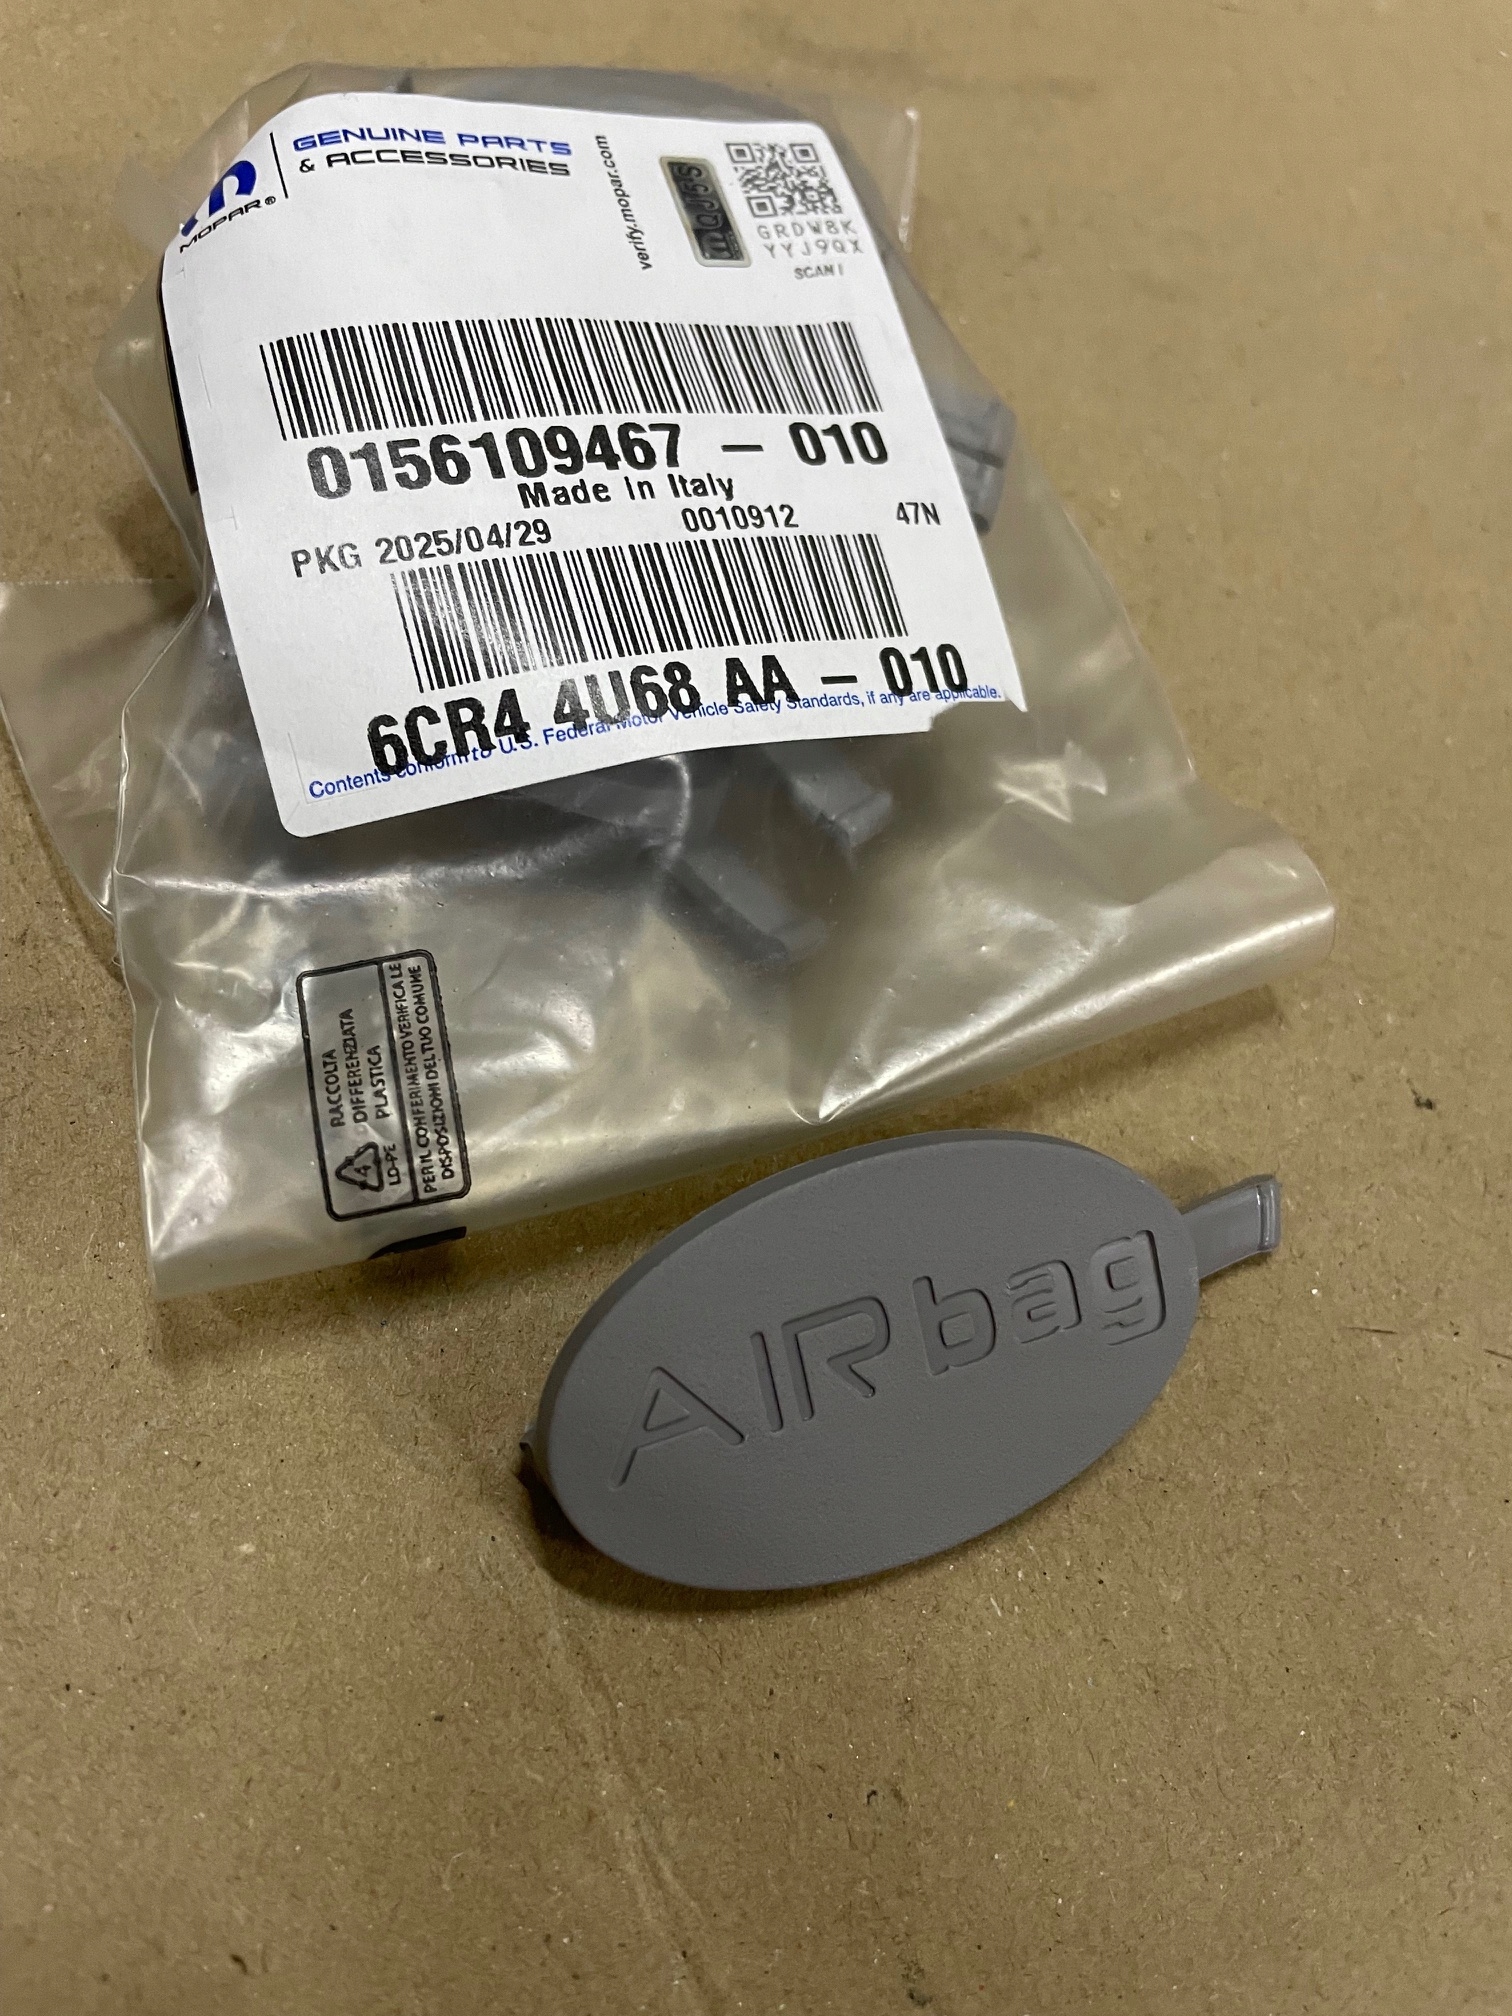 GENUINE PARTS
& ACCESSORIES
MOPAR®
verify.mopar.com
GRDW8K
YYJ9QX
SCAN!
0156109467 - 010
Made in Italy
PKG 2025/04/29 0010912 47N
6CR4 4U68 AA - 010
Contents conform to U.S. Federal Motor Vehicle Safety Standards, if any are applicable.
RACCOLTA
DIFFERENZIATA
PLASTICA
4
LD-PE
PER IL CONFERIMENTO VERIFICA LE
DISPOSIZIONI DEL TUO COMUNE
AIRbag